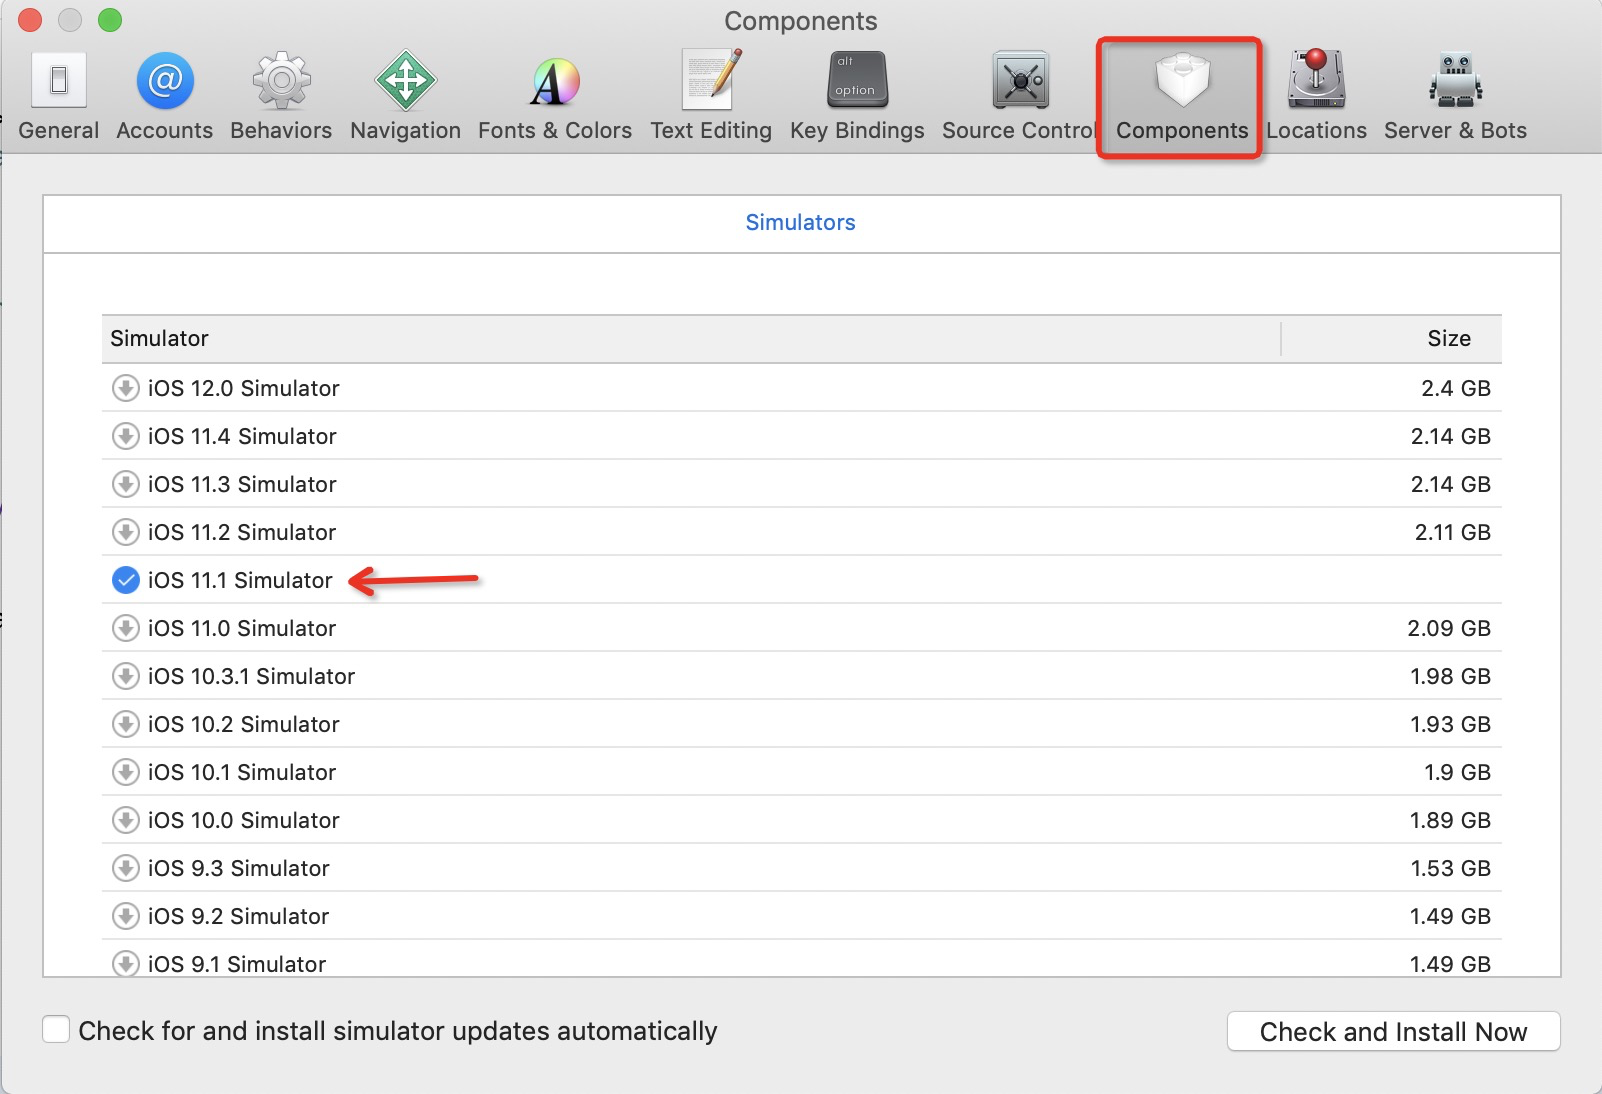 Components
alt
option
General Accounts Behaviors Navigation Fonts & Colors Text Editing Key Bindings Source Control Components Locations Server & Bots
Simulators
Simulator Size
iOS 12.0 Simulator 2.4 GB
iOS 11.4 Simulator 2.14 GB
iOS 11.3 Simulator 2.14 GB
iOS 11.2 Simulator 2.11 GB
iOS 11.1 Simulator
iOS 11.0 Simulator 2.09 GB
iOS 10.3.1 Simulator 1.98 GB
iOS 10.2 Simulator 1.93 GB
iOS 10.1 Simulator 1.9 GB
iOS 10.0 Simulator 1.89 GB
iOS 9.3 Simulator 1.53 GB
iOS 9.2 Simulator 1.49 GB
iOS 9.1 Simulator 1.49 GB
Check for and install simulator updates automatically Check and Install Now